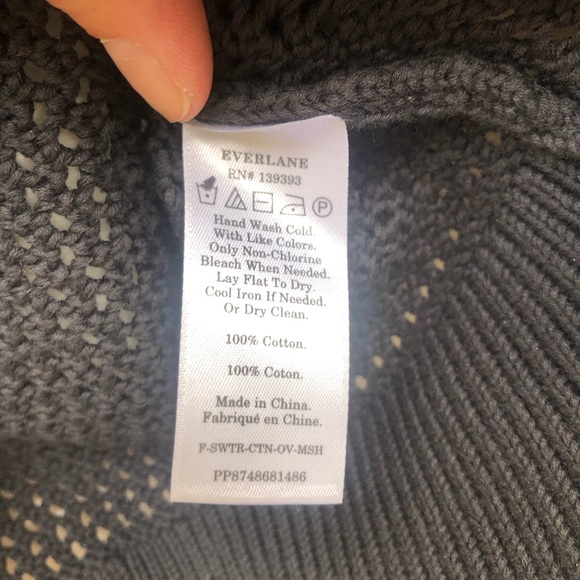 EVERLANE
RN# 139393
P
Hand Wash Cold.
With Like Colors.
Only Non-Chlorine
Bleach When Needed.
Lay Flat To Dry.
Cool Iron If Needed.
Or Dry Clean.
100% Cotton.
100% Coton.
Made in China.
Fabriqué en Chine.
F-SWTR-CTN-OV-MSH
PP8748681486